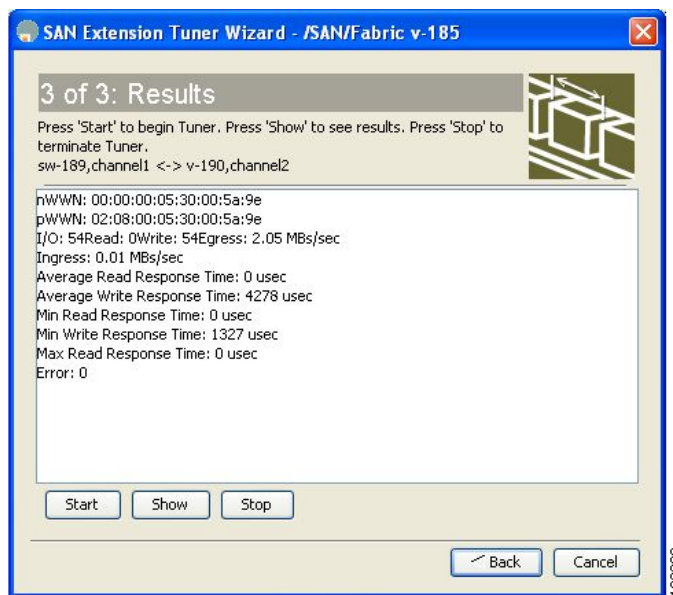 SAN Extension Tuner Wizard - /SAN/Fabric v-185
3 of 3: Results
Press 'Start' to begin Tuner. Press 'Show' to see results. Press 'Stop' to
terminate Tuner.
sw-189,channel1 <-> v-190,channel2
nWWN: 00:00:00:05:30:00:5a:9e
pWWN: 02:08:00:05:30:00:5a:9e
I/O: 54Read: 0Write: 54Egress: 2.05 MBs/sec
Ingress: 0.01 MBs/sec
Average Read Response Time: 0 usec
Average Write Response Time: 4278 usec
Min Read Response Time: 0 usec
Min Write Response Time: 1327 usec
Max Read Response Time: 0 usec
Error: 0
Start Show Stop
Back Cancel